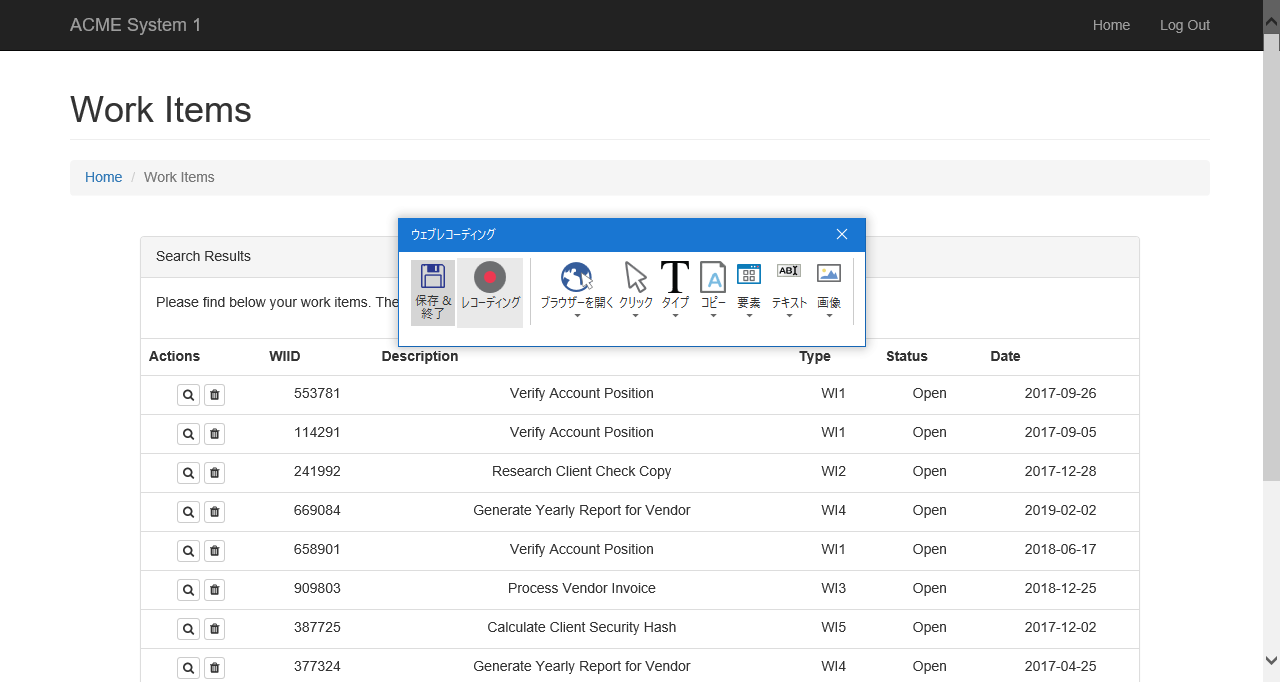 ACME System 1 Home Log Out
Work Items
Home / Work Items
ウェブレコーディング
Search Results
保存 & 終了 レコーディング ブラウザーを開く クリック タイプ コピー 要素 テキスト 画像
Please find below your work items. The
Actions WIID Description Type Status Date
553781 Verify Account Position WI1 Open 2017-09-26
114291 Verify Account Position WI1 Open 2017-09-05
241992 Research Client Check Copy WI2 Open 2017-12-28
669084 Generate Yearly Report for Vendor WI4 Open 2019-02-02
658901 Verify Account Position WI1 Open 2018-06-17
909803 Process Vendor Invoice WI3 Open 2018-12-25
387725 Calculate Client Security Hash WI5 Open 2017-12-02
377324 Generate Yearly Report for Vendor WI4 Open 2017-04-25